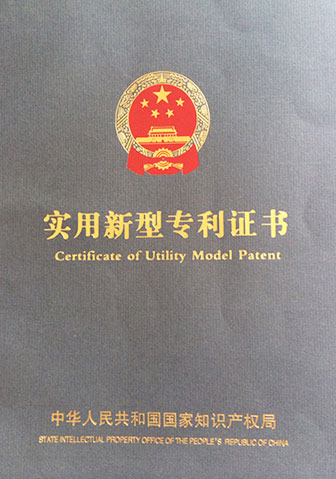 实用新型专利证书
Certificate of Utility Model Patent
中华人民共和国国家知识产权局
STATE INTELLECTUAL PROPERTY OFFICE OF THE PEOPLE'S REPUBLIC OF CHINA